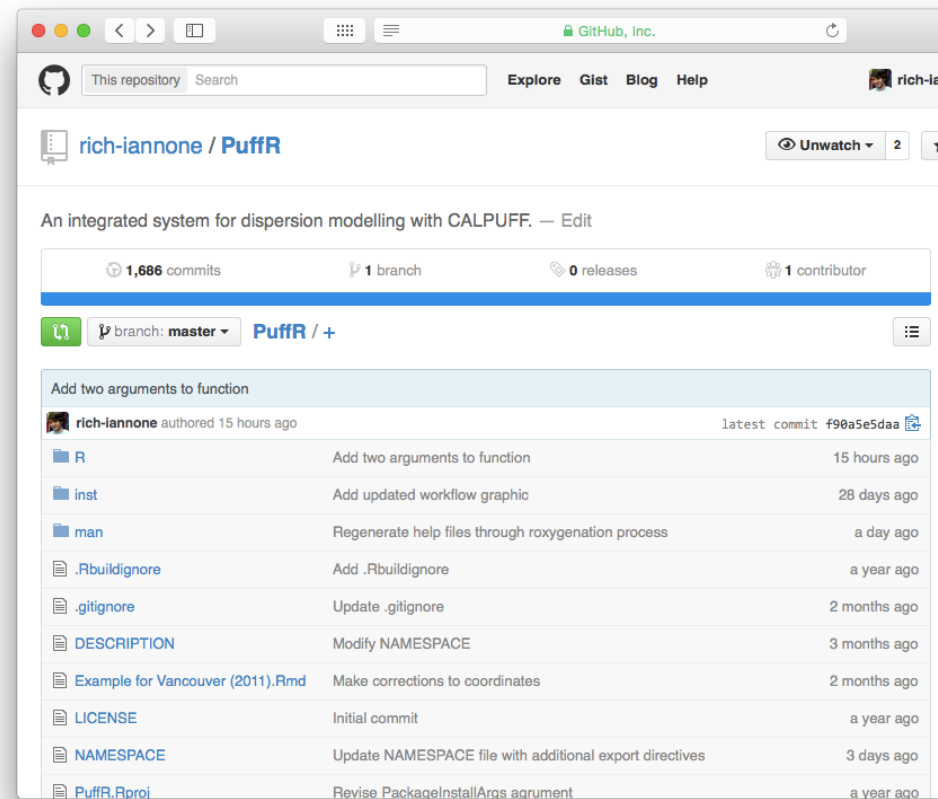 GitHub, Inc.
This repository Search Explore Gist Blog Help
rich-iannone / PuffR Unwatch 2
An integrated system for dispersion modelling with CALPUFF. — Edit
1,686 commits 1 branch 0 releases 1 contributor
branch: master PuffR / +
Add two arguments to function
rich-iannone authored 15 hours ago latest commit f90a5e5daa
R Add two arguments to function 15 hours ago
inst Add updated workflow graphic 28 days ago
man Regenerate help files through roxygenation process a day ago
.Rbuildignore Add .Rbuildignore a year ago
.gitignore Update .gitignore 2 months ago
DESCRIPTION Modify NAMESPACE 3 months ago
Example for Vancouver (2011).Rmd Make corrections to coordinates 2 months ago
LICENSE Initial commit a year ago
NAMESPACE Update NAMESPACE file with additional export directives 3 days ago
PuffR.Rproj Revise PackageInstallArgs agrument a year ago